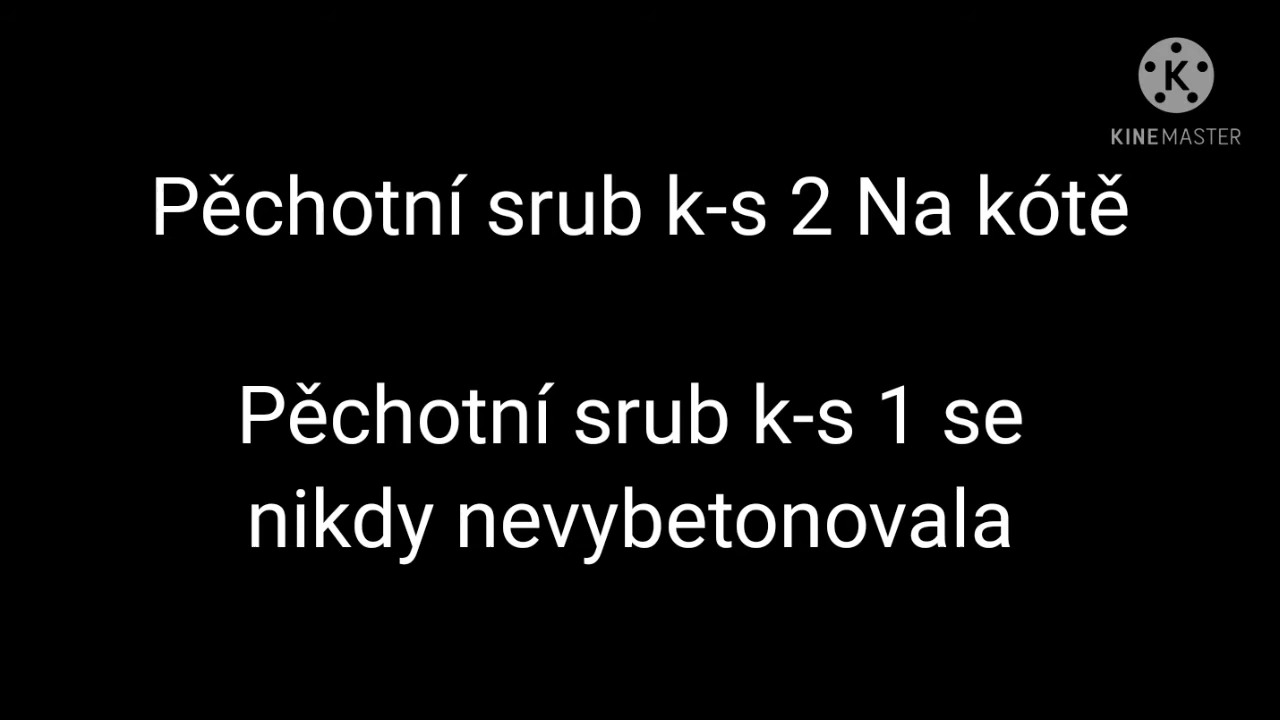 KINEMASTER
Pěchotní srub k-s 2 Na kótě
Pěchotní srub k-s 1 se
nikdy nevybetonovala